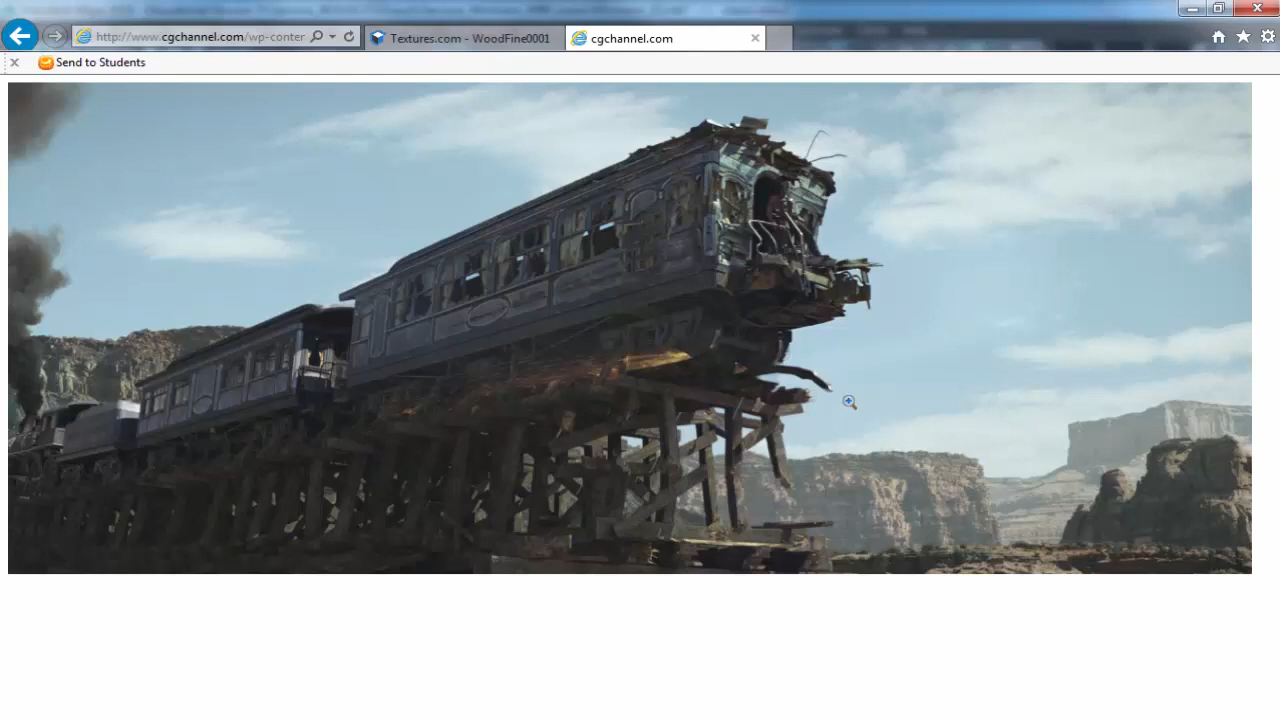 http://www.cgchannel.com/wp-conter
Textures.com - WoodFine0001
cgchannel.com
Send to Students